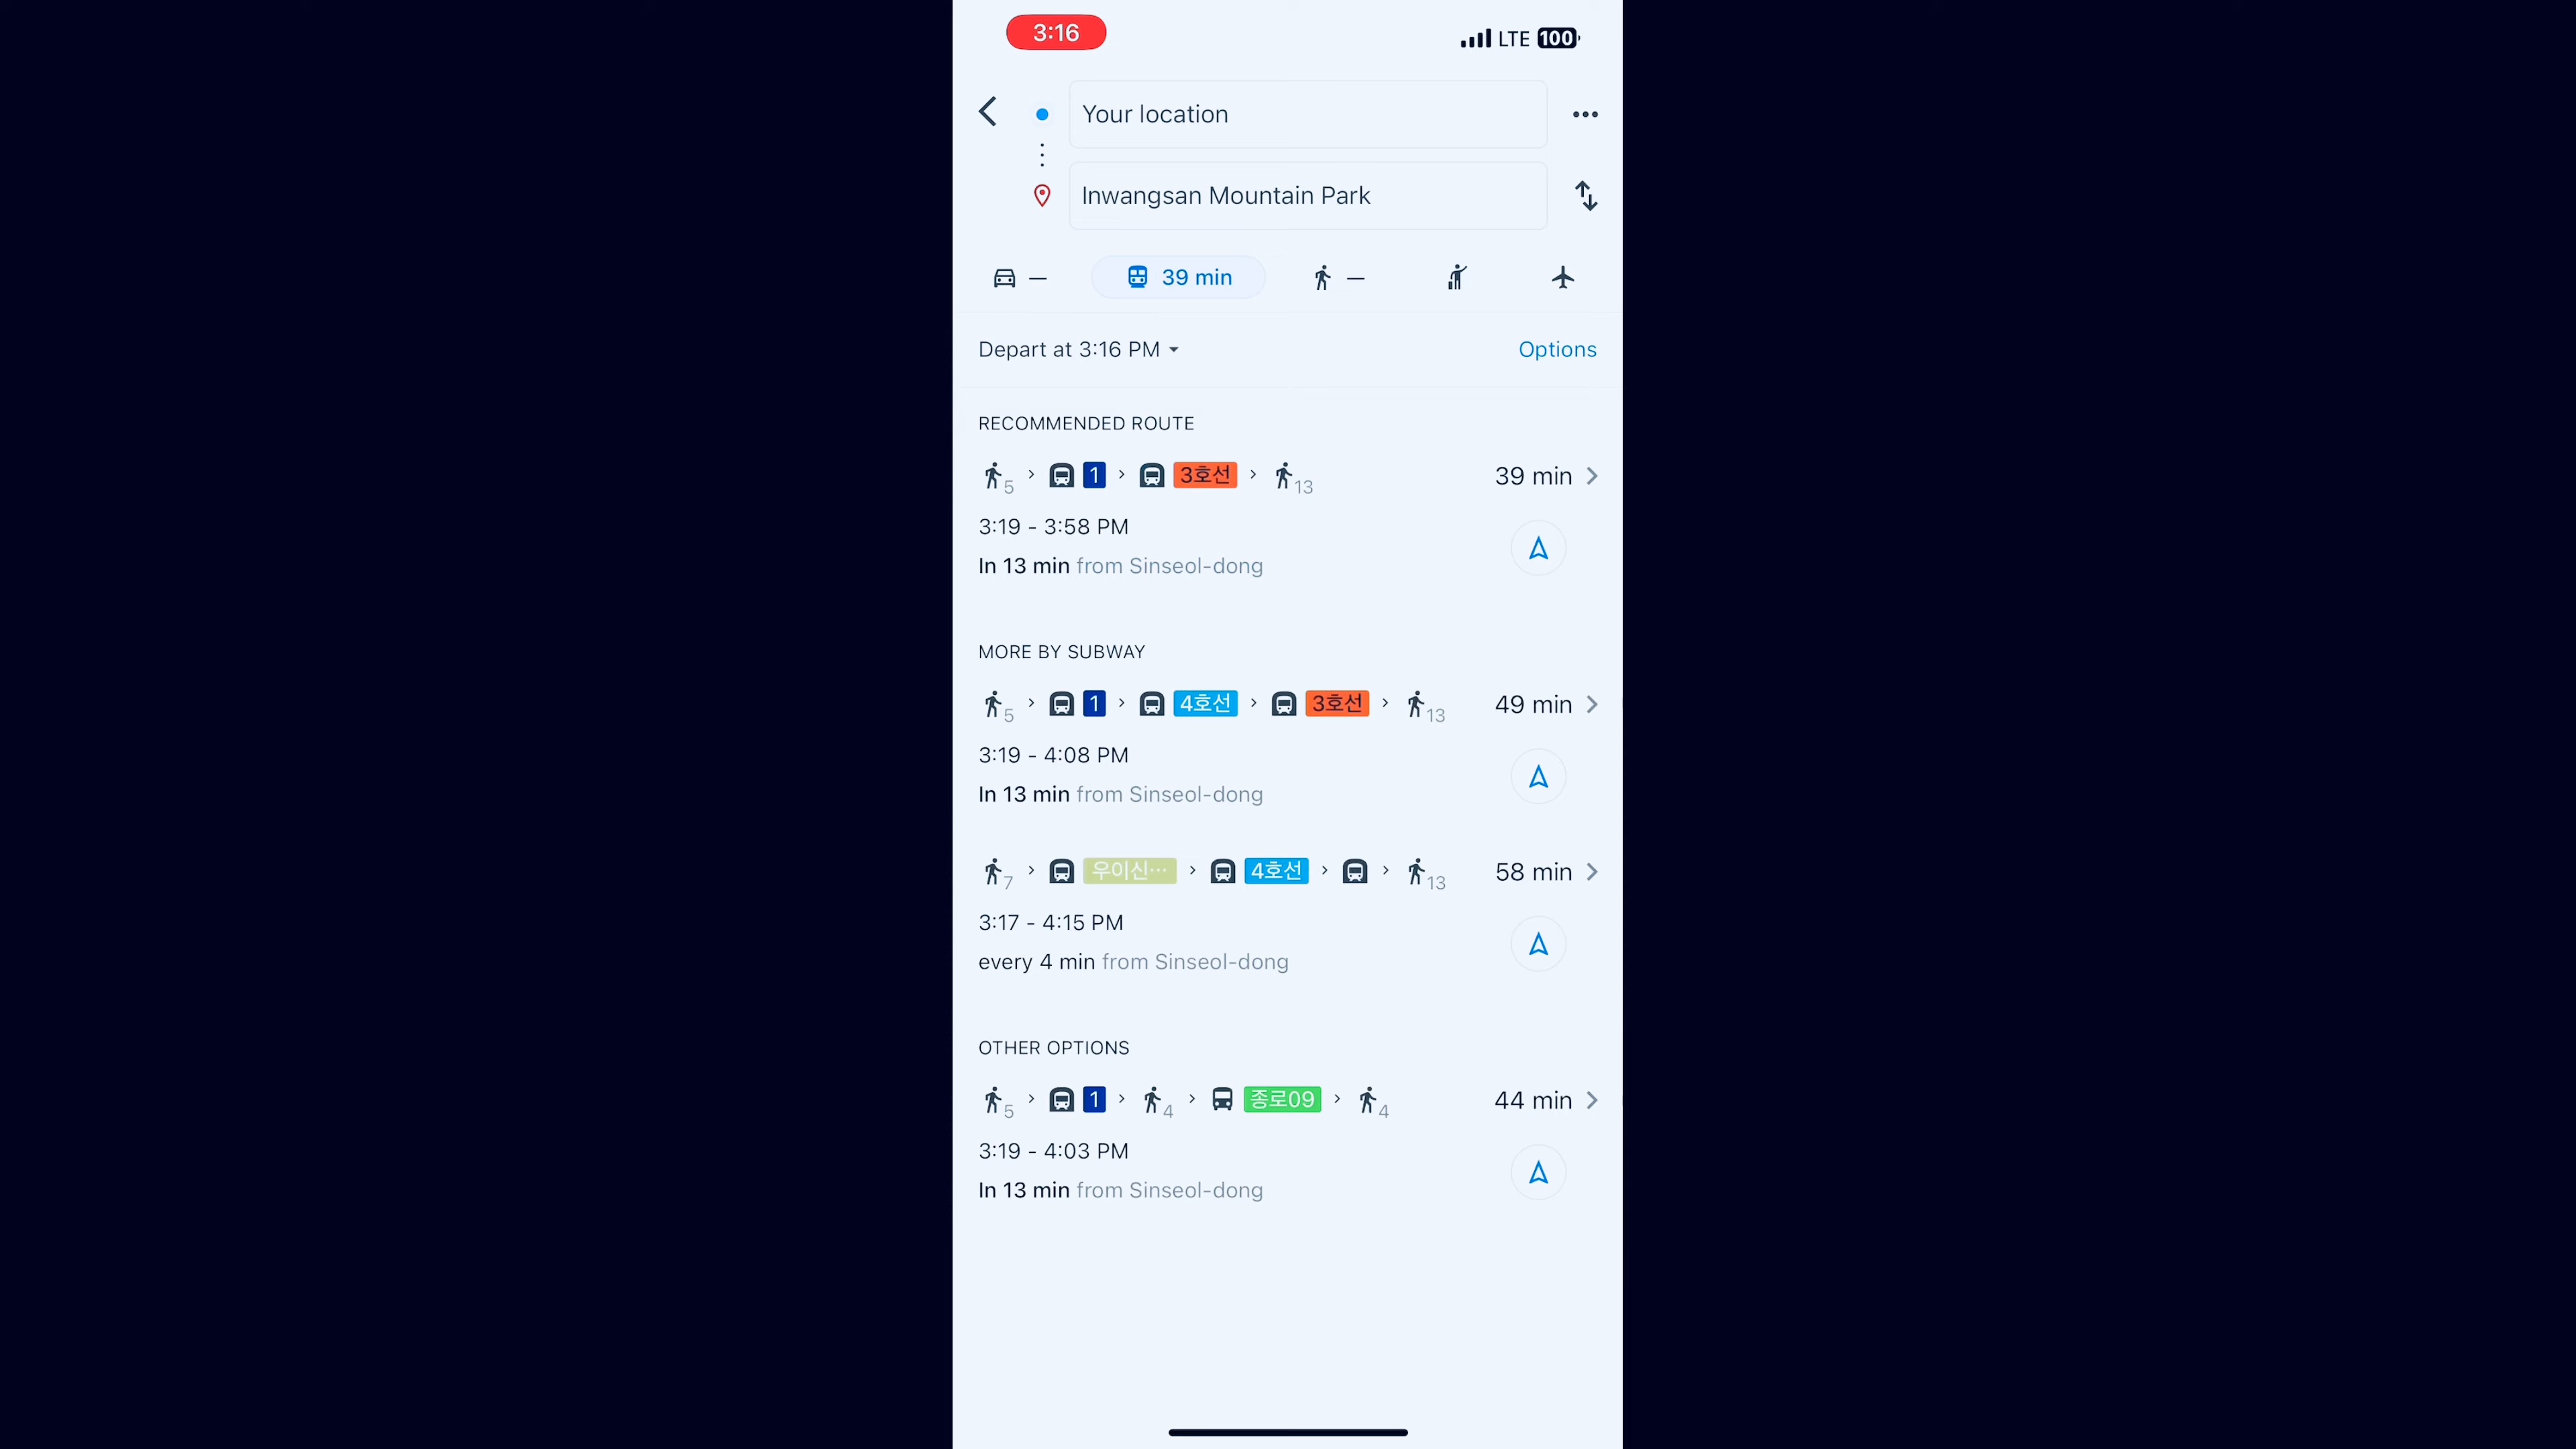 3:16
LTE 100
Your location
Inwangsan Mountain Park
39 min
Depart at 3:16 PM
Options
RECOMMENDED ROUTE
5 1 3호선 13 39 min
3:19 - 3:58 PM
In 13 min from Sinseol-dong
MORE BY SUBWAY
5 1 4호선 3호선 13 49 min
3:19 - 4:08 PM
In 13 min from Sinseol-dong
7 우이신… 4호선 13 58 min
3:17 - 4:15 PM
every 4 min from Sinseol-dong
OTHER OPTIONS
5 1 4 종로09 4 44 min
3:19 - 4:03 PM
In 13 min from Sinseol-dong